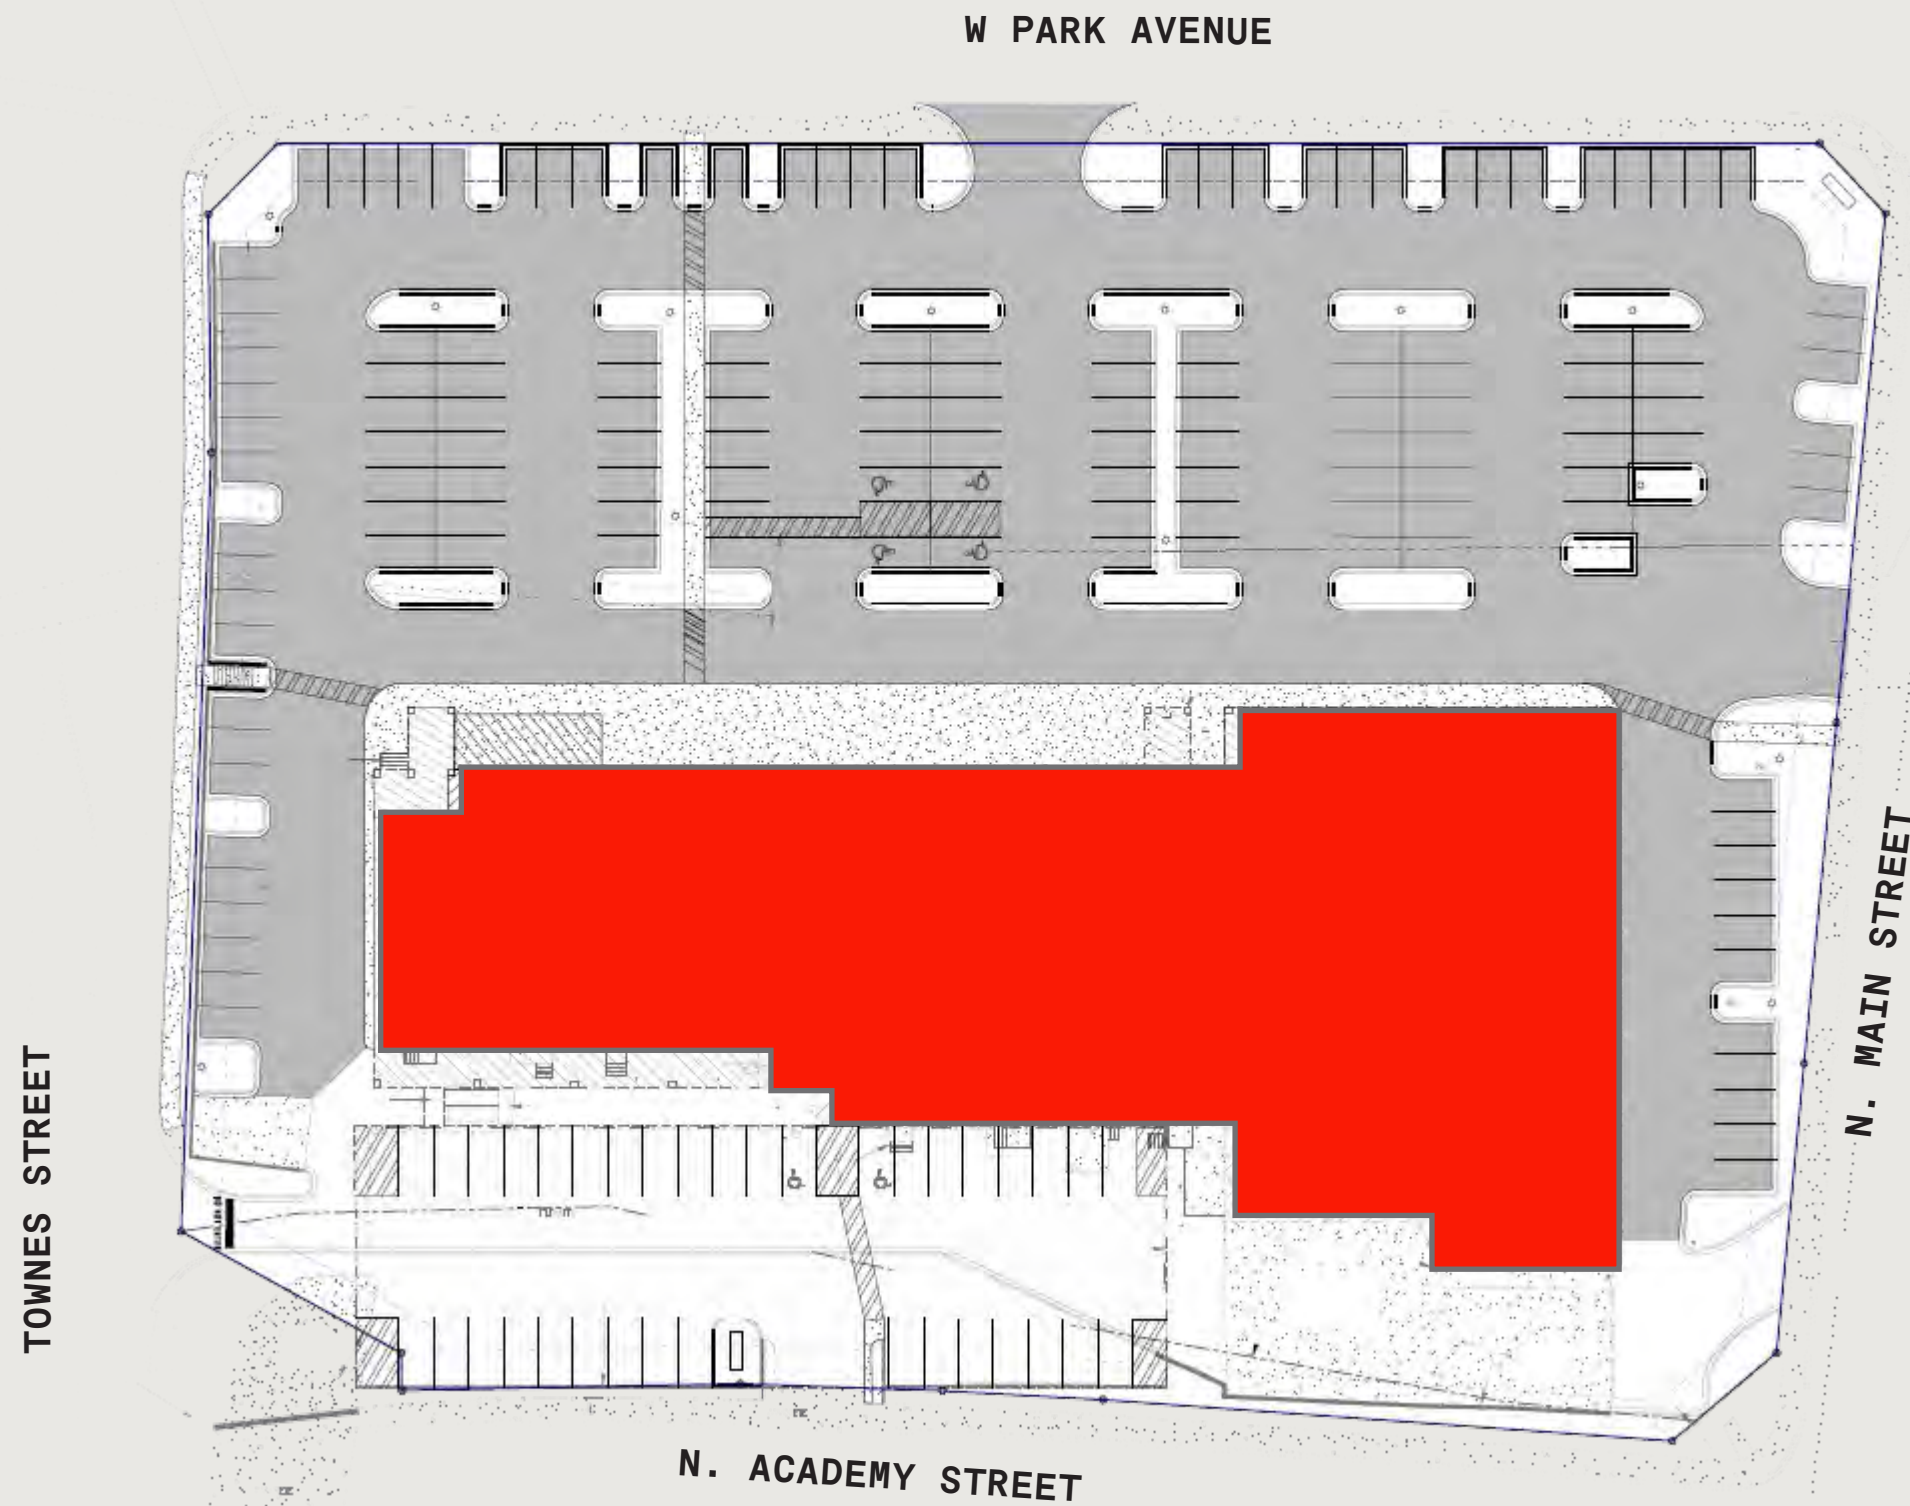 W PARK AVENUE
N. MAIN STREET
TOWNES STREET
N. ACADEMY STREET